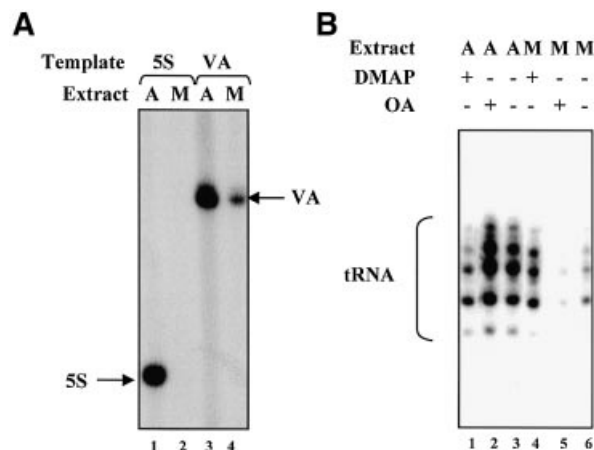 A
Template 5S VA
Extract A M A M
VA
5S
1 2 3 4
B
Extract A A A M M M
DMAP + - - + - -
OA - + - - + -
tRNA
1 2 3 4 5 6